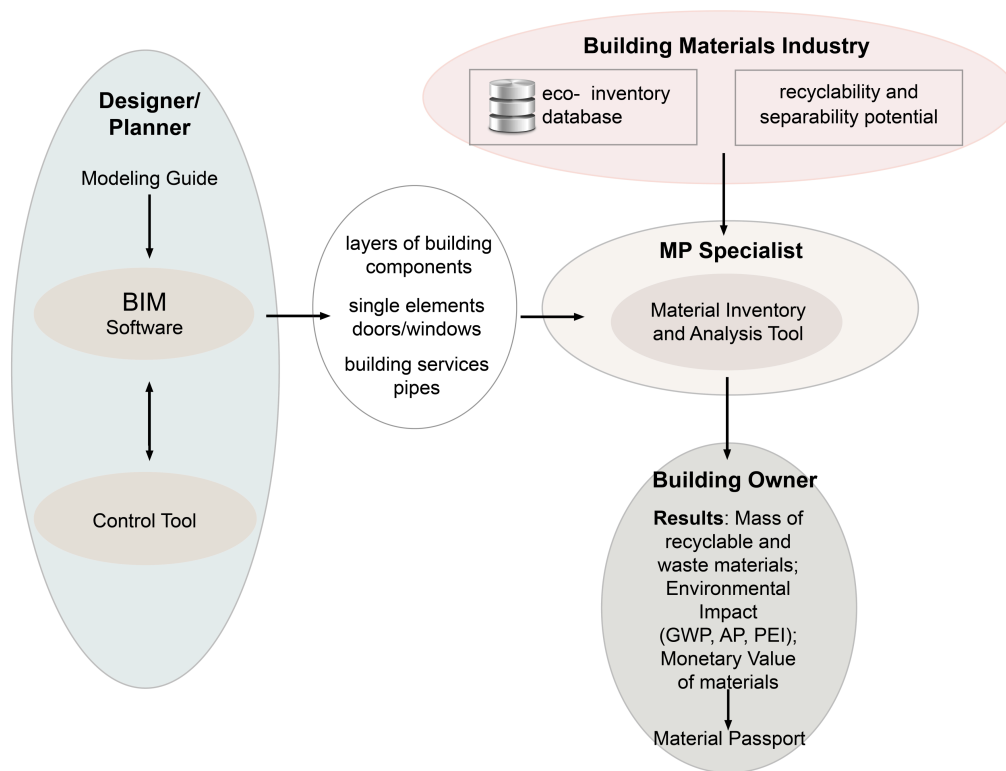 Designer/
Planner
Modeling Guide
BIM
Software
Control Tool
layers of building
components
single elements
doors/windows
building services
pipes
Building Materials Industry
eco- inventory
database
recyclability and
separability potential
MP Specialist
Material Inventory
and Analysis Tool
Building Owner
Results: Mass of
recyclable and
waste materials;
Environmental
Impact
(GWP, AP, PEI);
Monetary Value
of materials
Material Passport